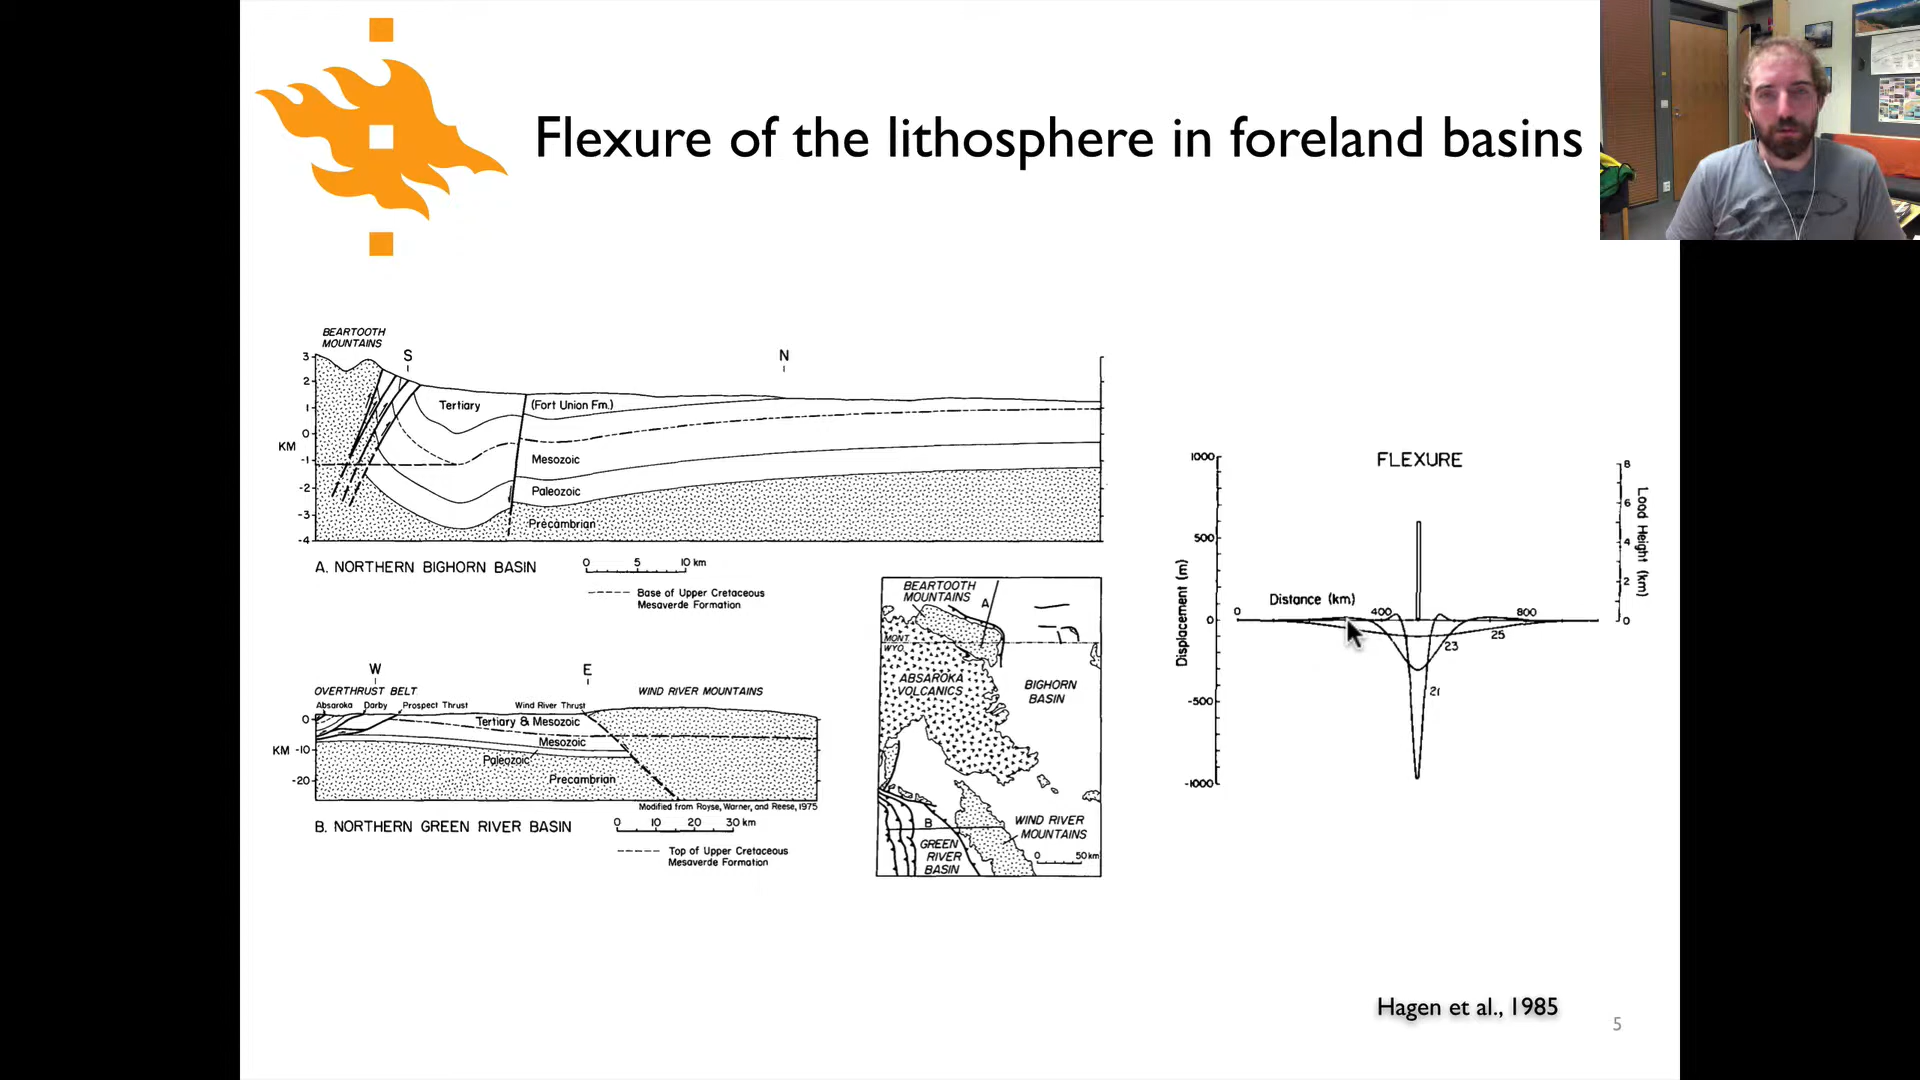 Flexure of the lithosphere in foreland basins
BEARTOOTH
MOUNTAINS
S
N
3
2
1
0
KM
-1
-2
-3
-4
Tertiary
(Fort Union Fm.)
Mesozoic
Paleozoic
Precambrian
A. NORTHERN BIGHORN BASIN
0 5 10 km
Base of Upper Cretaceous
Mesaverde Formation
W
E
OVERTHRUST BELT
WIND RIVER MOUNTAINS
Absaroka Darby Prospect Thrust
Wind River Thrust
0
KM -10
-20
Tertiary & Mesozoic
Mesozoic
Paleozoic
Precambrian
Modified from Royse, Warner, and Reese, 1975
B. NORTHERN GREEN RIVER BASIN
0 10 20 30 km
Top of Upper Cretaceous
Mesaverde Formation
BEARTOOTH
MOUNTAINS
A
MONT.
WYO.
ABSAROKA
VOLCANICS
BIGHORN
BASIN
B
WIND RIVER
MOUNTAINS
GREEN
RIVER
BASIN
0 50 km
FLEXURE
1000
500
0
-500
-1000
Displacement (m)
Distance (km)
0 400 800
25
23
21
8
6
4
2
0
Load Height (km)
Hagen et al., 1985
5